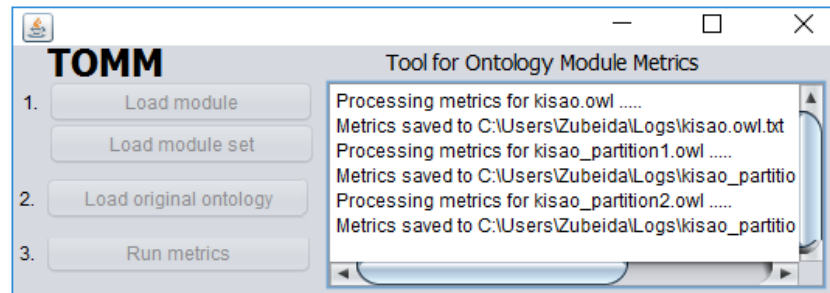 TOMM
Tool for Ontology Module Metrics
1. Load module
Load module set
2. Load original ontology
3. Run metrics
Processing metrics for kisao.owl .....
Metrics saved to C:\Users\Zubeida\Logs\kisao.owl.txt
Processing metrics for kisao_partition1.owl .....
Metrics saved to C:\Users\Zubeida\Logs\kisao_partitio
Processing metrics for kisao_partition2.owl .....
Metrics saved to C:\Users\Zubeida\Logs\kisao_partitio